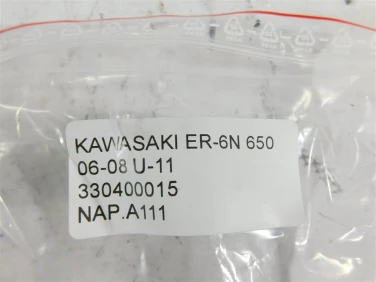 KAWASAKI ER-6N 650
06-08 U-11
330400015
NAP.A111